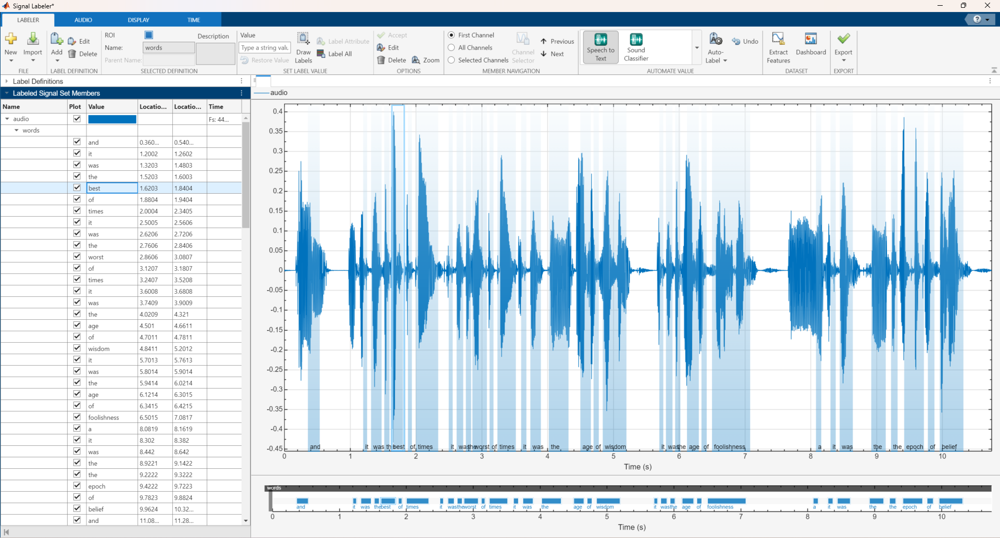 Signal Labeler*
LABELER AUDIO DISPLAY TIME
New Import
FILE
Add Edit Delete
LABEL DEFINITION
ROI
Name: words
Parent Name:
Description
SELECTED DEFINITION
Value
Type a string valu
Restore Value
Draw Labels
Label Attribute
Label All
SET LABEL VALUE
Accept
Edit
Delete Zoom
OPTIONS
First Channel
All Channels
Selected Channels
Channel Selector
Previous
Next
MEMBER NAVIGATION
Speech to Text
Sound Classifier
Auto-Label
Undo
AUTOMATE VALUE
Extract Features
Dashboard
DATASET
Export
EXPORT
Label Definitions
Labeled Signal Set Members
Name Plot Value Locatio... Locatio... Time
audio Fs: 44...
words
and 0.360... 0.540...
it 1.2002 1.2602
was 1.3203 1.4803
the 1.5203 1.6003
best 1.6203 1.8404
of 1.8804 1.9404
times 2.0004 2.3405
it 2.5005 2.5606
was 2.6206 2.7206
the 2.7606 2.8406
worst 2.8606 3.0807
of 3.1207 3.1807
times 3.2407 3.5208
it 3.6008 3.6808
was 3.7409 3.9009
the 4.0209 4.321
age 4.501 4.6611
of 4.7011 4.7811
wisdom 4.8411 5.2012
it 5.7013 5.7613
was 5.8014 5.9014
the 5.9414 6.0214
age 6.1214 6.3015
of 6.3415 6.4215
foolishness 6.5015 7.0817
a 8.0819 8.1619
it 8.302 8.382
was 8.442 8.642
the 8.9221 9.1422
the 9.2222 9.3222
epoch 9.4222 9.7223
of 9.7823 9.8824
belief 9.9624 10.32...
and 11.08... 11.28...
audio
0.4
0.35
0.3
0.25
0.2
0.15
0.1
0.05
0
-0.05
-0.1
-0.15
-0.2
-0.25
-0.3
-0.35
-0.4
-0.45
and it was the best of times it was the worst of times it was the age of wisdom it was the age of foolishness a it was the the epoch of belief
0 1 2 3 4 5 6 7 8 9 10
Time (s)
words
and it was the best of times it was the worst of times it was the age of wisdom it was the age of foolishness a it was the the epoch of belief
0 1 2 3 4 5 6 7 8 9 10
Time (s)